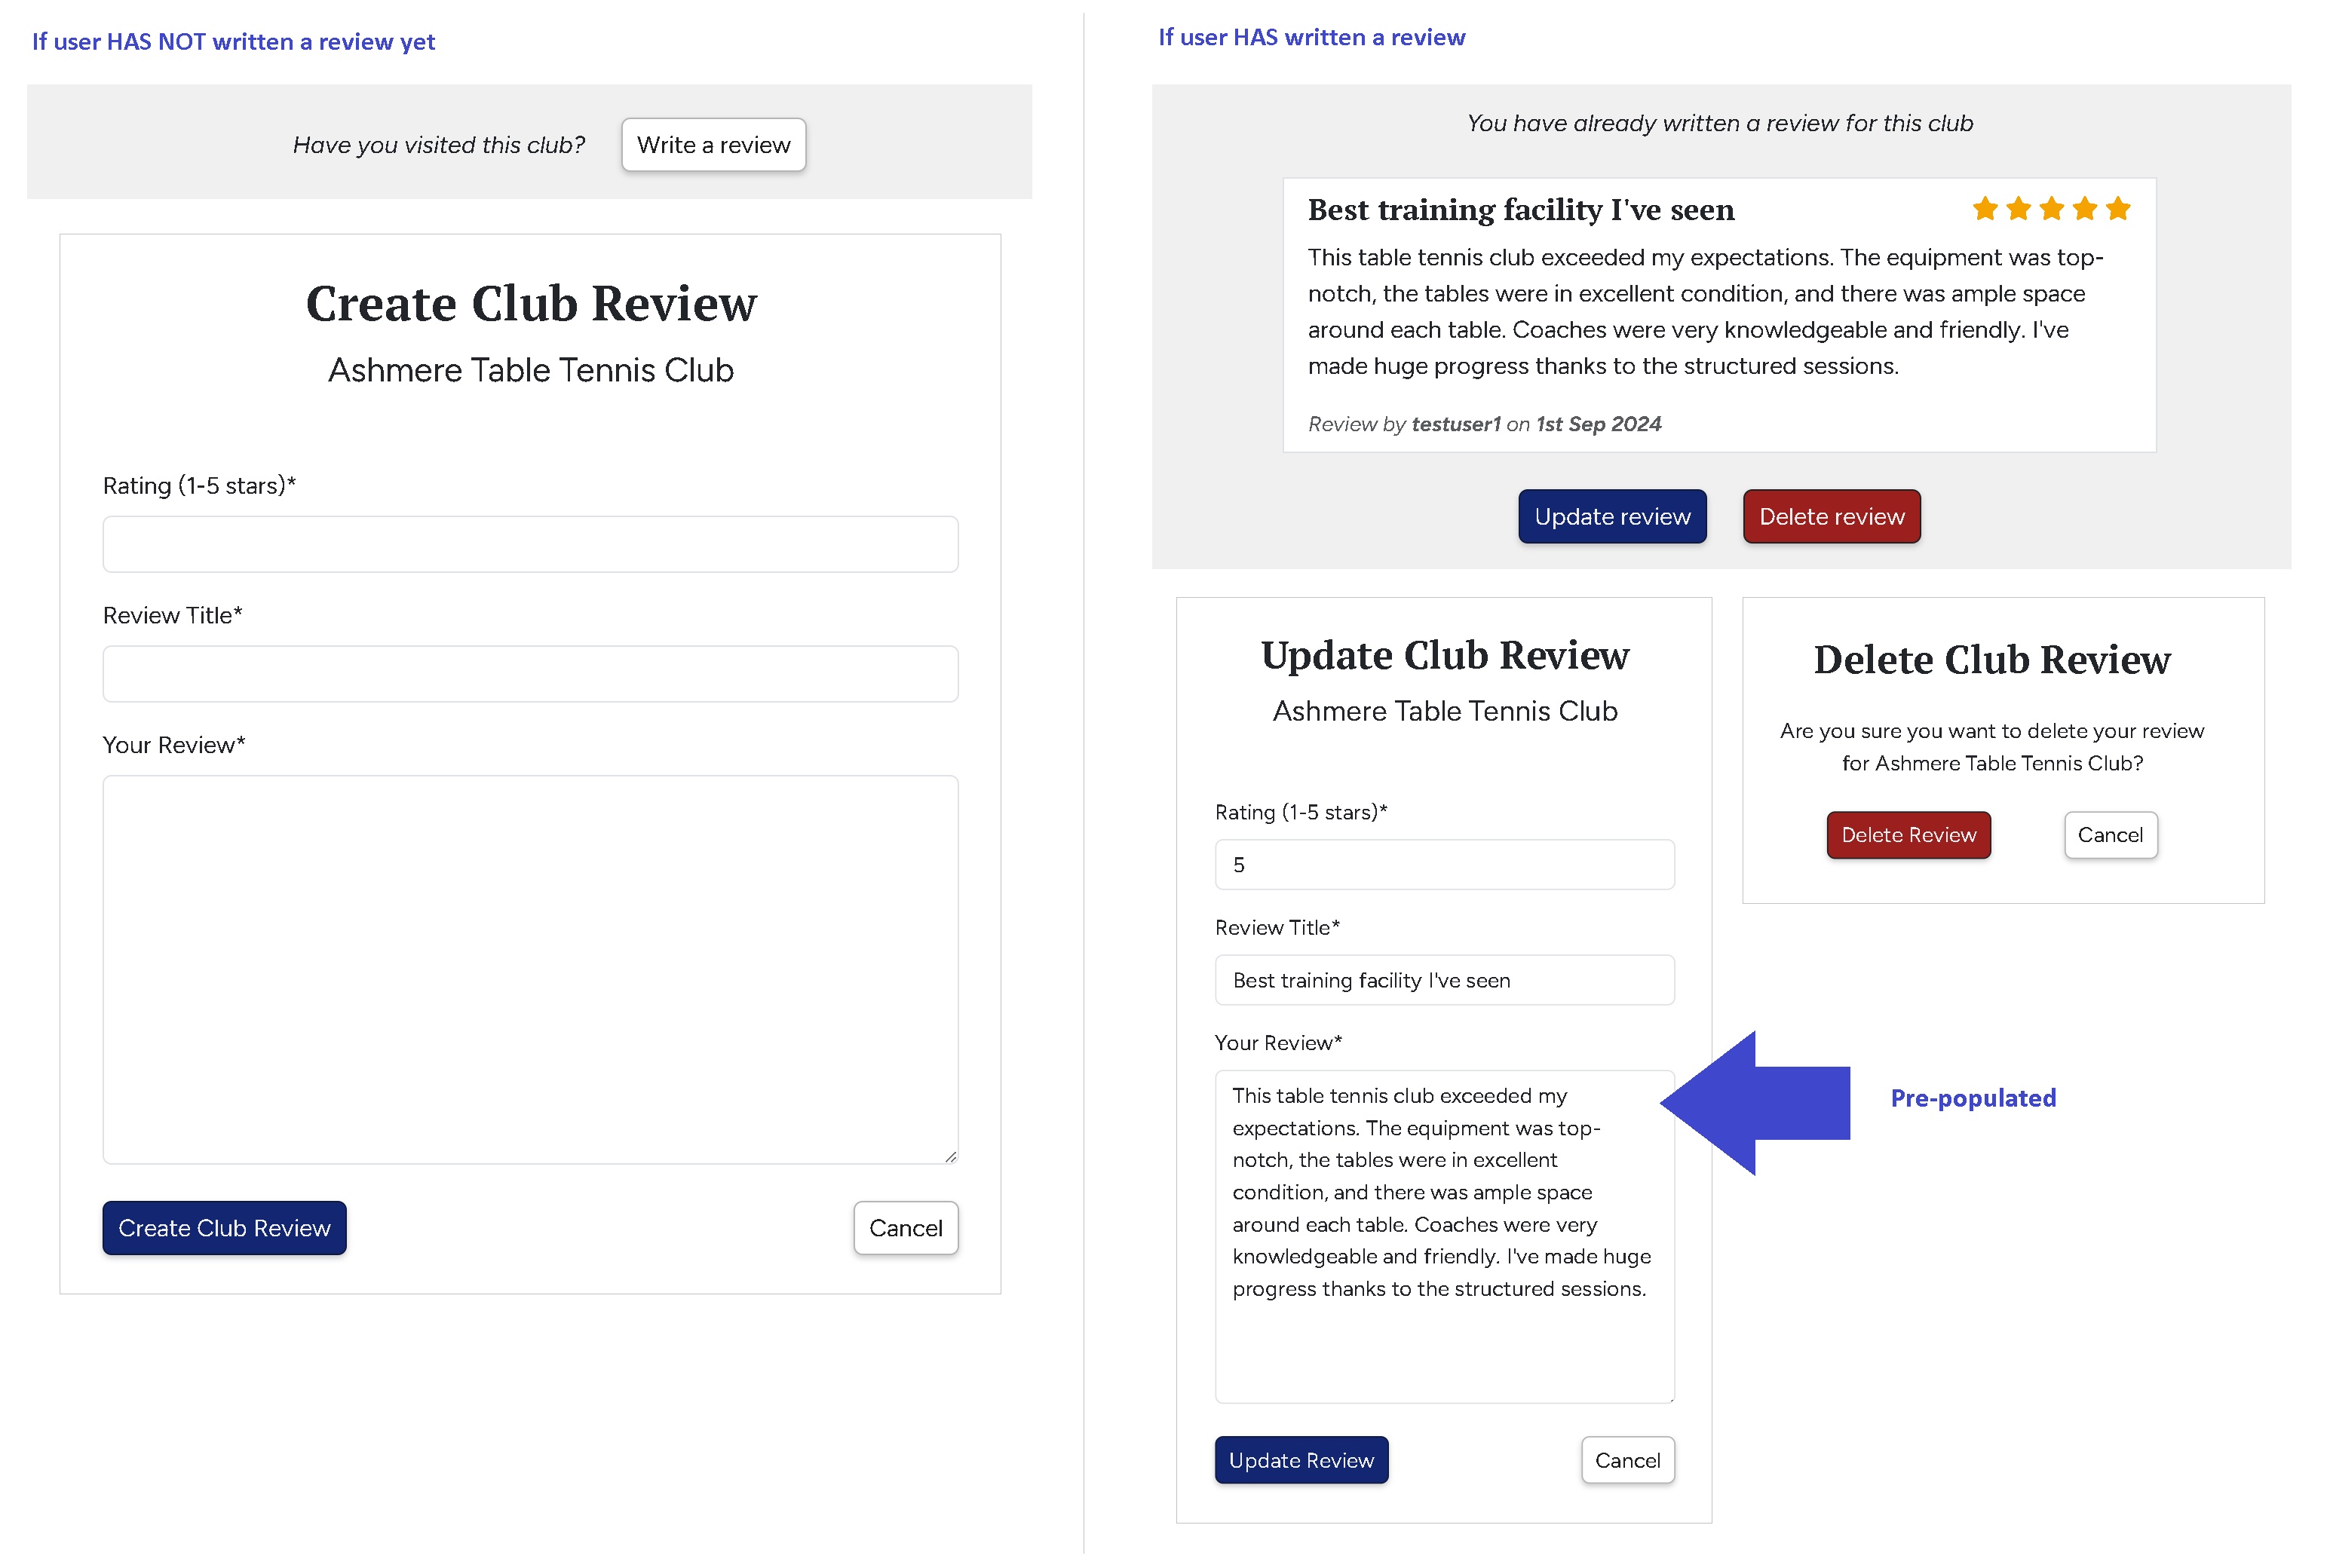 If user HAS NOT written a review yet
Have you visited this club?
Write a review
Create Club Review
Ashmere Table Tennis Club
Rating (1-5 stars)*
Review Title*
Your Review*
Create Club Review
Cancel
If user HAS written a review
You have already written a review for this club
Best training facility I've seen
This table tennis club exceeded my expectations. The equipment was top-
notch, the tables were in excellent condition, and there was ample space
around each table. Coaches were very knowledgeable and friendly. I've
made huge progress thanks to the structured sessions.
Review by testuser1 on 1st Sep 2024
Update review
Delete review
Update Club Review
Ashmere Table Tennis Club
Rating (1-5 stars)*
5
Review Title*
Best training facility I've seen
Your Review*
This table tennis club exceeded my
expectations. The equipment was top-
notch, the tables were in excellent
condition, and there was ample space
around each table. Coaches were very
knowledgeable and friendly. I've made huge
progress thanks to the structured sessions.
Update Review
Cancel
Delete Club Review
Are you sure you want to delete your review
for Ashmere Table Tennis Club?
Delete Review
Cancel
Pre-populated